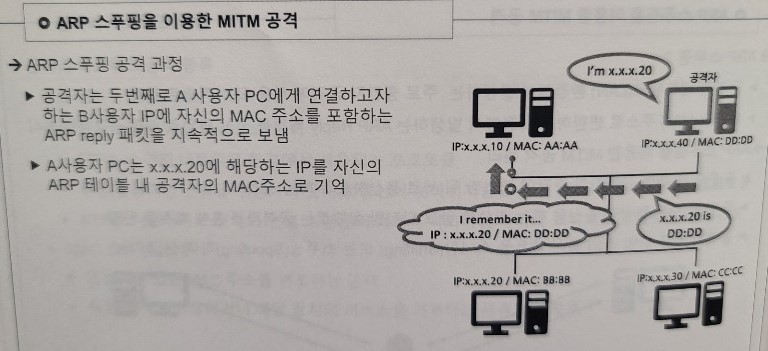 ARP 스푸핑을 이용한 MITM 공격
→ ARP 스푸핑 공격 과정
▶ 공격자는 두번째로 A 사용자 PC에게 연결하고자
하는 B사용자 IP에 자신의 MAC 주소를 포함하는
ARP reply 패킷을 지속적으로 보냄
▶ A사용자 PC는 x.x.x.20에 해당하는 IP를 자신의
ARP 테이블 내 공격자의 MAC주소로 기억
I'm x.x.x.20
공격자
IP:x.x.x.10 / MAC: AA:AA
IP:x.x.x.40 / MAC: DD:DD
I remember it...
IP : x.x.x.20 / MAC: DD:DD
x.x.x.20 is
DD:DD
IP:x.x.x.20 / MAC: BB:BB
IP:x.x.x.30 / MAC: CC:CC